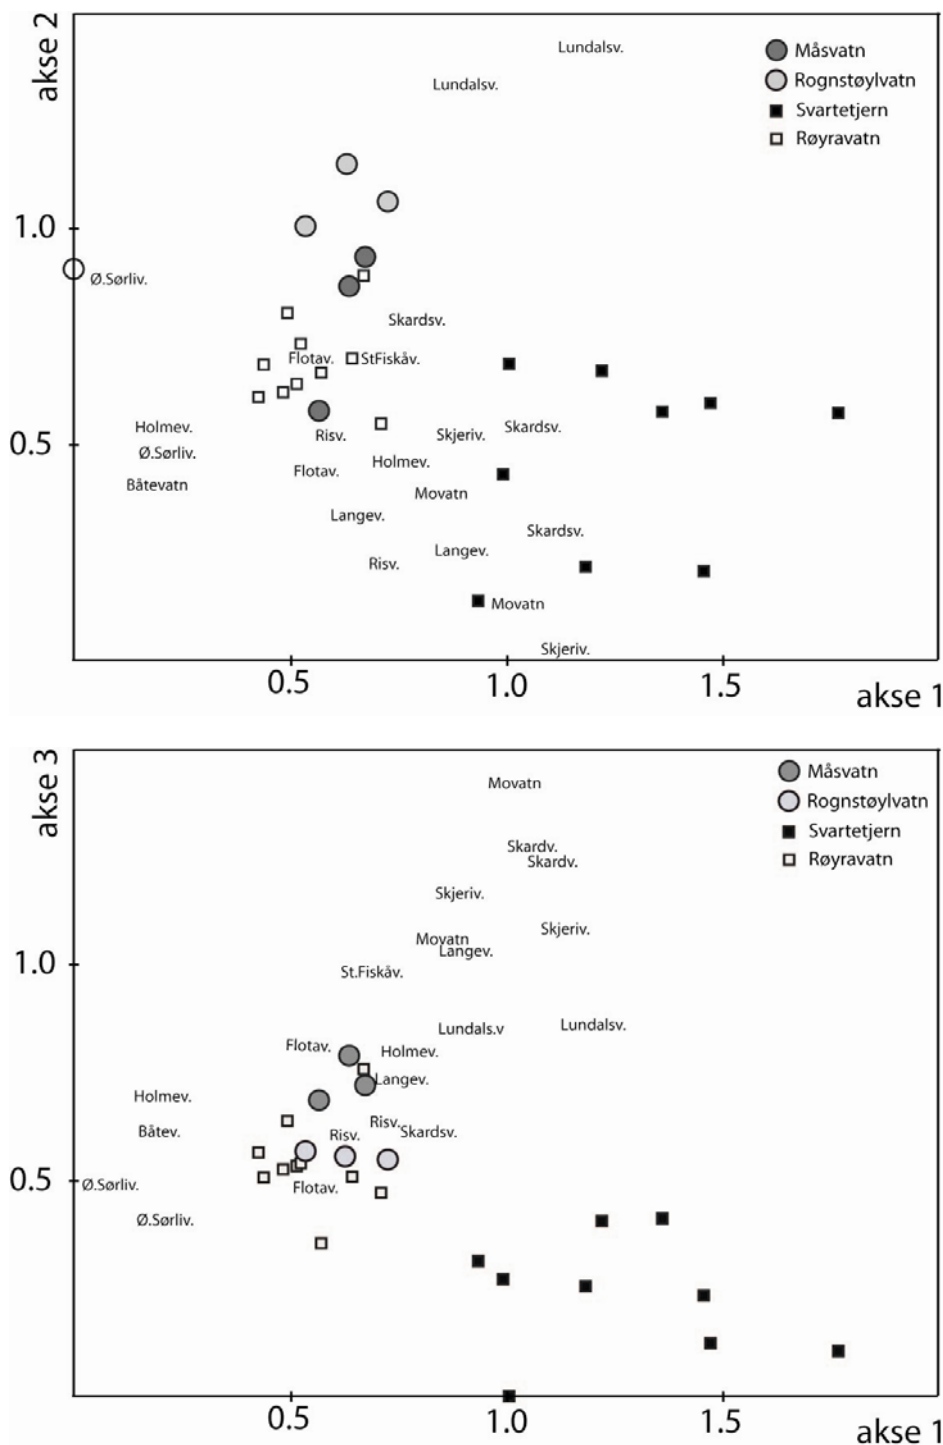 akse 2
Lundalsv.
Lundalsv.
Måsvatn
Rognstøylvatn
Svartetjern
Røyravatn
1.0
Ø.Sørliv.
Skardsv.
Flotav.
StFiskåv.
Holmev.
Risv.
Skjeriv.
Skardsv.
0.5
Ø.Sørliv.
Flotav.
Holmev.
Båtevatn
Movatn
Langev.
Skardsv.
Langev.
Risv.
Movatn
Skjeriv.
0.5
1.0
1.5
akse 1
akse 3
Movatn
Måsvatn
Rognstøylvatn
Svartetjern
Røyravatn
Skardv.
Skardv.
Skjeriv.
Skjeriv.
Movatn
Langev.
1.0
St.Fiskåv.
Lundals.v
Lundalsv.
Flotav.
Holmev.
Langev.
Holmev.
Risv.
Båtev.
Risv.
Skardsv.
0.5
Ø.Sørliv.
Flotav.
Ø.Sørliv.
0.5
1.0
1.5
akse 1